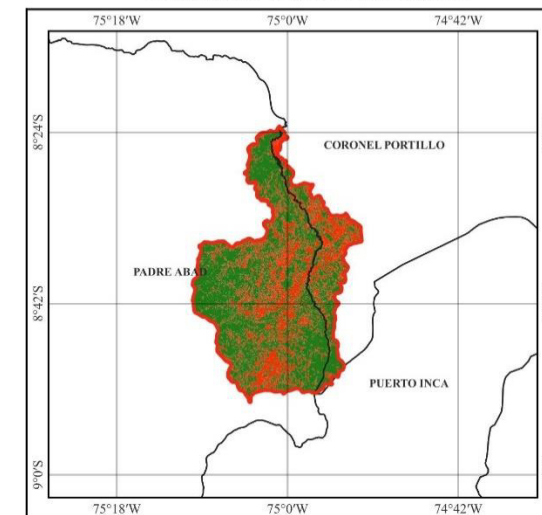 75°18'W 75°0'W 74°42'W
8°24'S
CORONEL PORTILLO
PADRE ABAD
8°42'S
PUERTO INCA
9°0'S
75°18'W 75°0'W 74°42'W